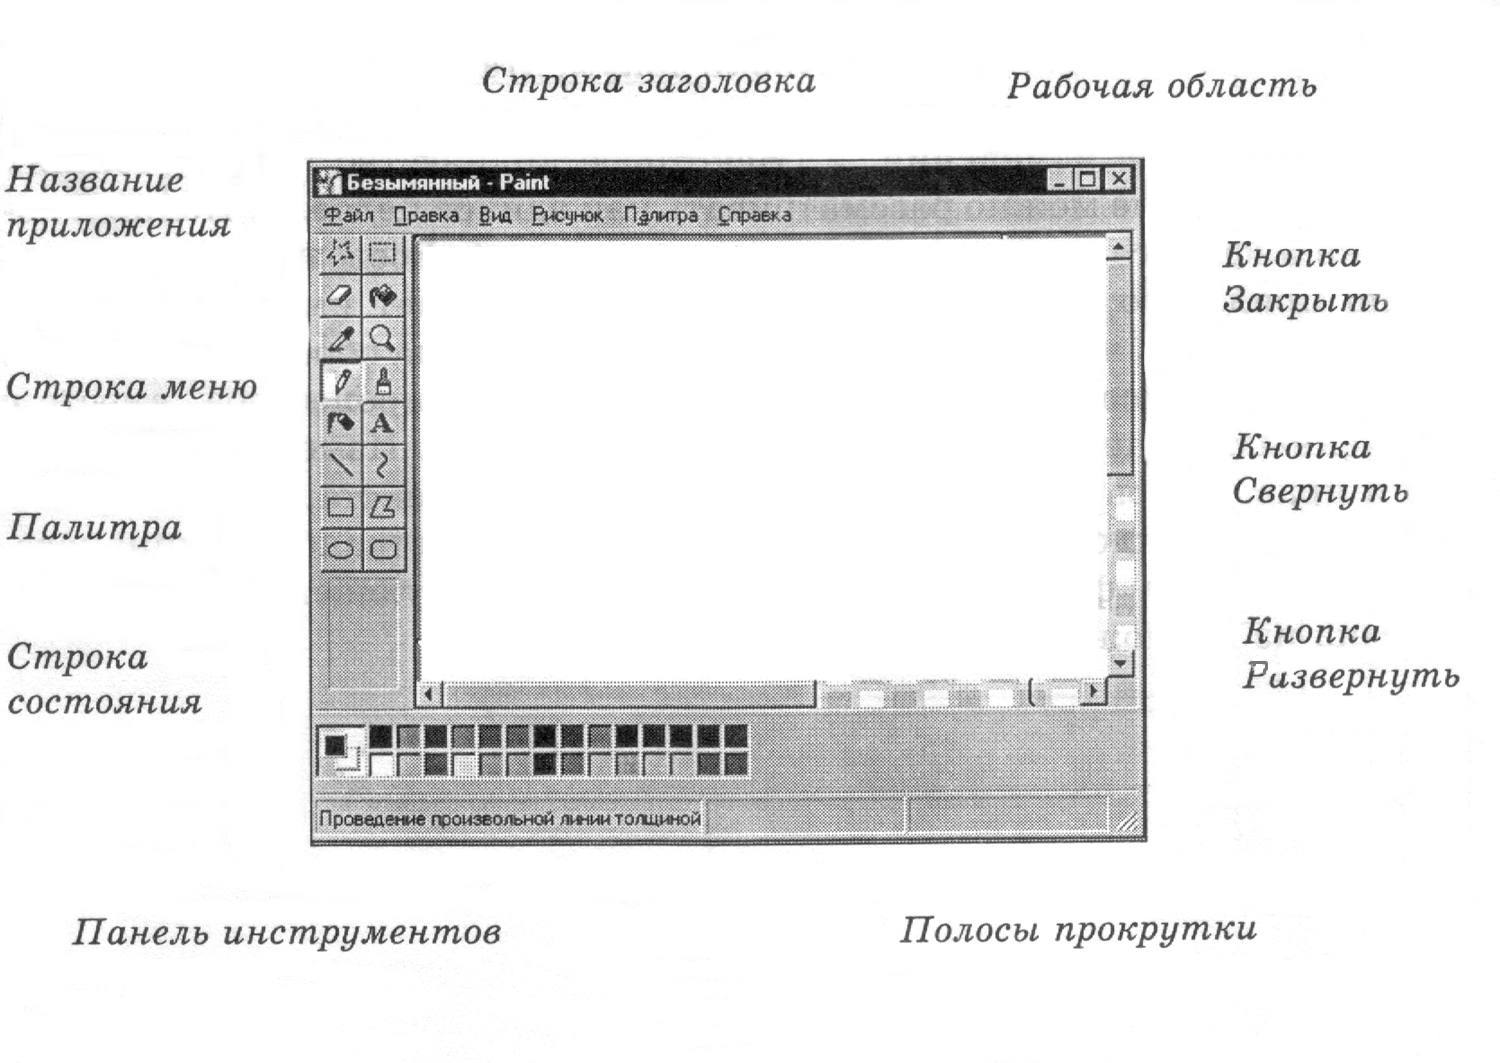 Строка заголовка
Рабочая область
Название
приложения
Безымянный - Paint
Файл Правка Вид Рисунок Палитра Справка
Кнопка
Закрыть
Строка меню
A
Кнопка
Свернуть
Палитра
Кнопка
Развернуть
Строка
состояния
Проведение произвольной линии толщиной
Панель инструментов
Полосы прокрутки